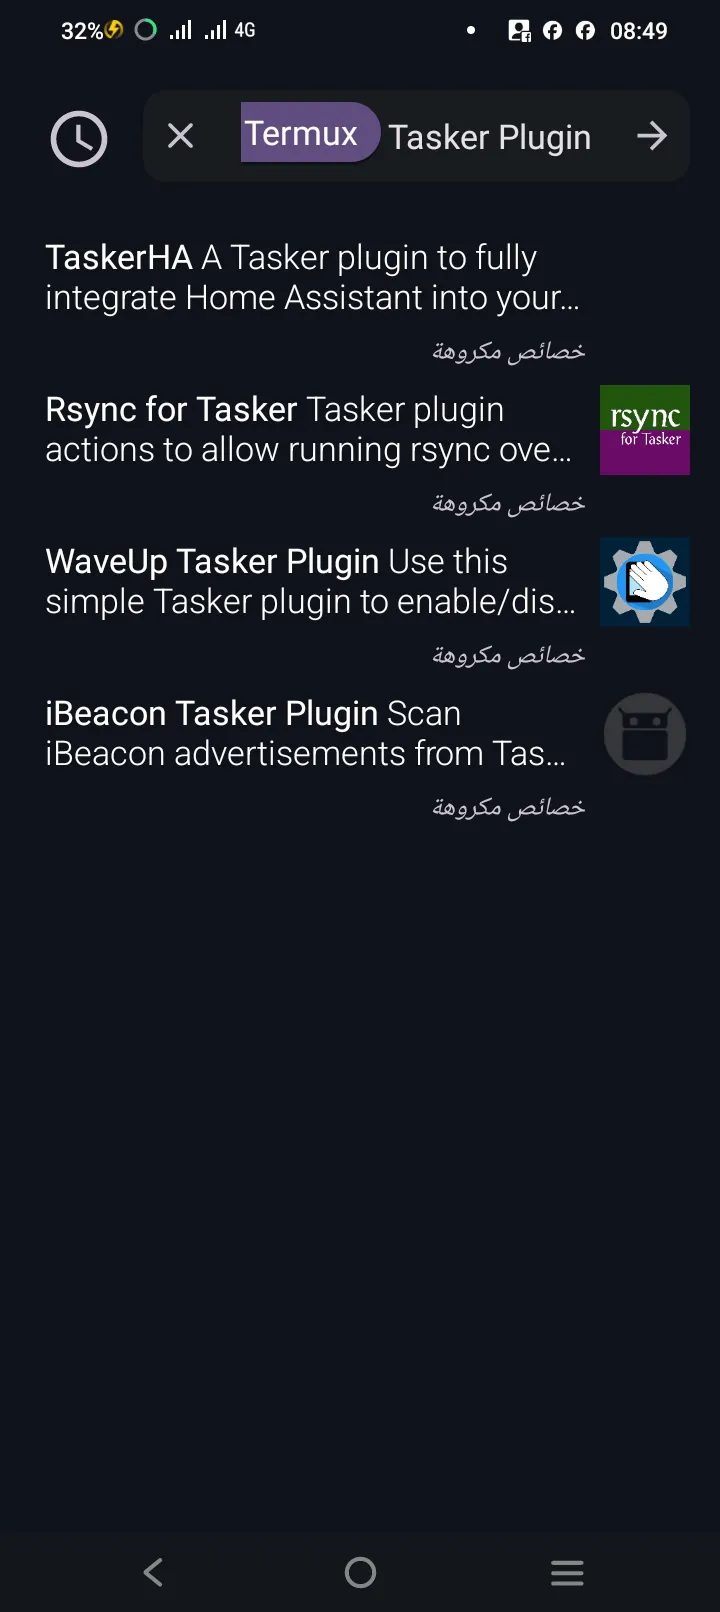 32% 4G 08:49
Termux Tasker Plugin
TaskerHA A Tasker plugin to fully
integrate Home Assistant into your…
خصائص مكروهة
Rsync for Tasker Tasker plugin
actions to allow running rsync ove…
rsync
for Tasker
خصائص مكروهة
WaveUp Tasker Plugin Use this
simple Tasker plugin to enable/dis…
خصائص مكروهة
iBeacon Tasker Plugin Scan
iBeacon advertisements from Tas…
خصائص مكروهة